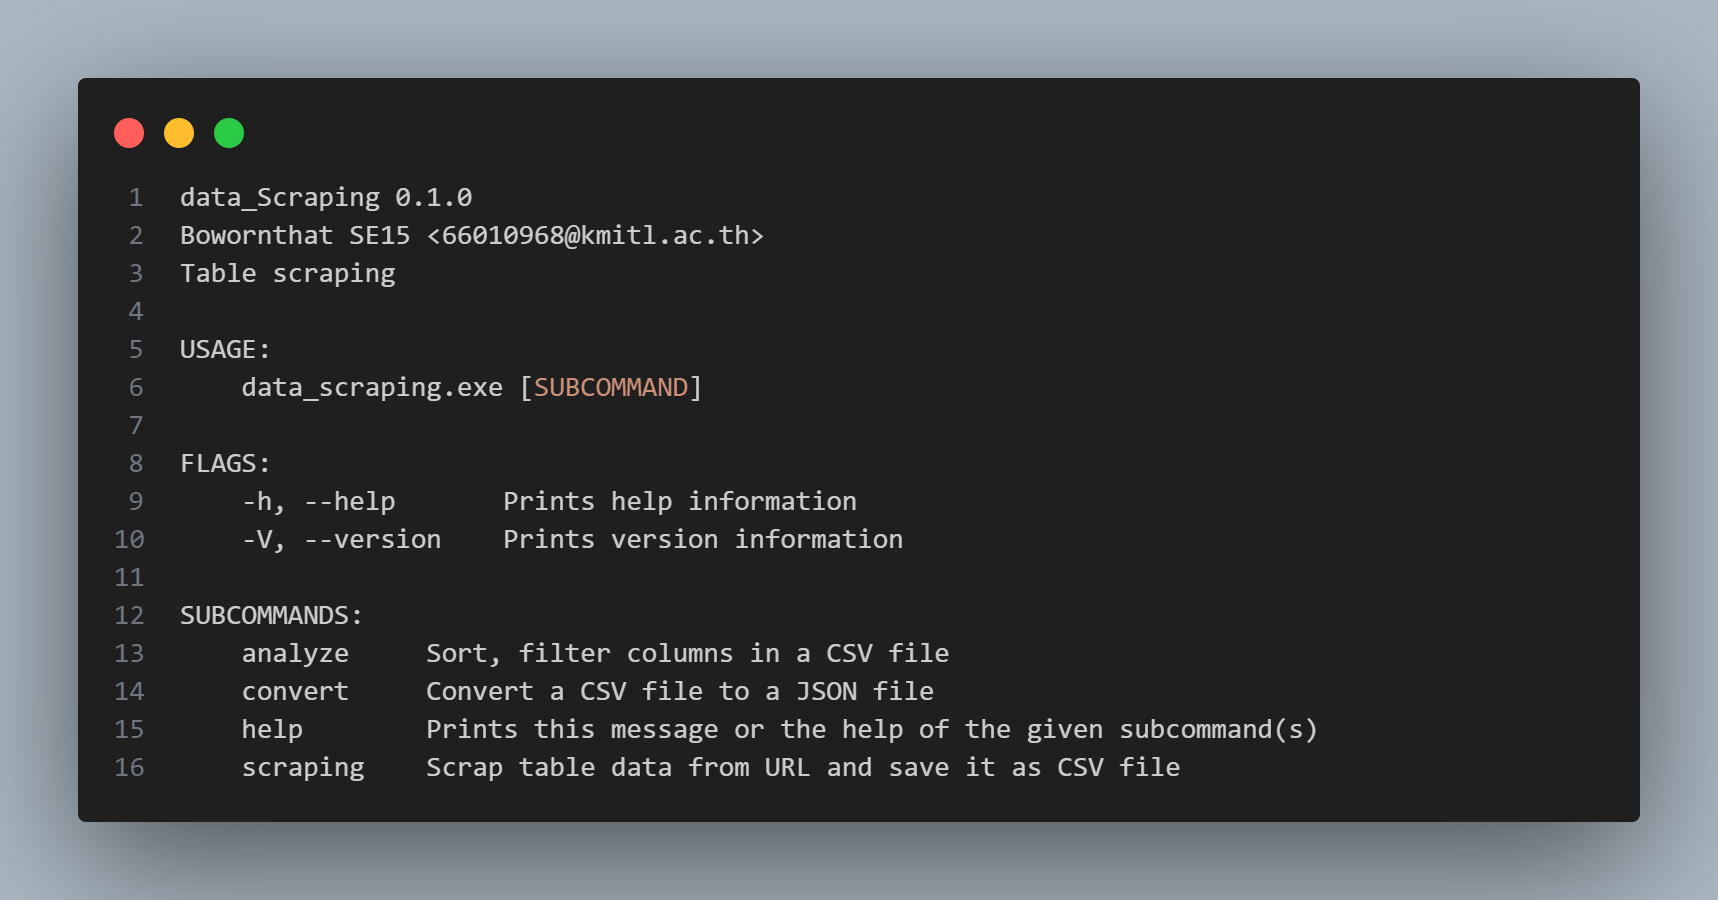 1 data_Scraping 0.1.0
2 Bowornthat SE15 <66010968@kmitl.ac.th>
3 Table scraping
4
5 USAGE:
6     data_scraping.exe [SUBCOMMAND]
7
8 FLAGS:
9     -h, --help       Prints help information
10     -V, --version    Prints version information
11
12 SUBCOMMANDS:
13     analyze     Sort, filter columns in a CSV file
14     convert     Convert a CSV file to a JSON file
15     help        Prints this message or the help of the given subcommand(s)
16     scraping    Scrap table data from URL and save it as CSV file